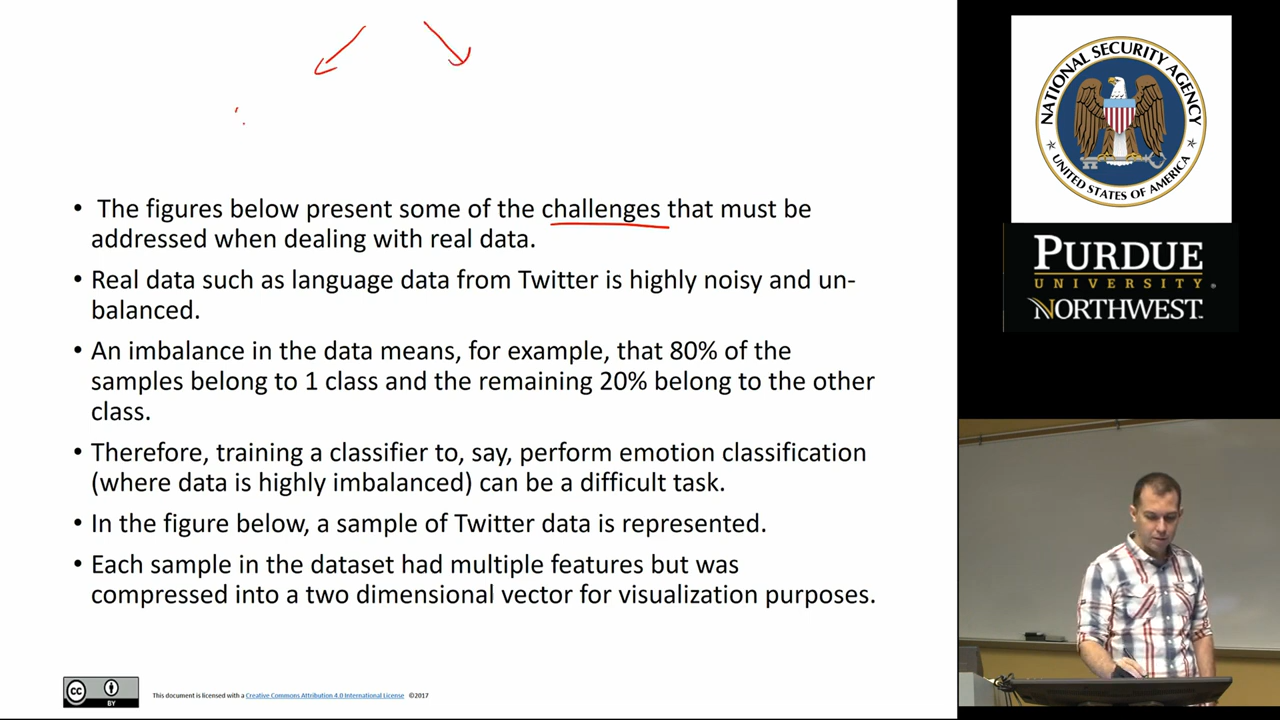 • The figures below present some of the challenges that must be
addressed when dealing with real data.
• Real data such as language data from Twitter is highly noisy and un-
balanced.
• An imbalance in the data means, for example, that 80% of the
samples belong to 1 class and the remaining 20% belong to the other
class.
• Therefore, training a classifier to, say, perform emotion classification
(where data is highly imbalanced) can be a difficult task.
• In the figure below, a sample of Twitter data is represented.
• Each sample in the dataset had multiple features but was
compressed into a two dimensional vector for visualization purposes.
cc
BY
This document is licensed with a Creative Commons Attribution 4.0 International License ©2017
NATIONAL SECURITY AGENCY
UNITED STATES OF AMERICA
PURDUE
UNIVERSITY®
NORTHWEST